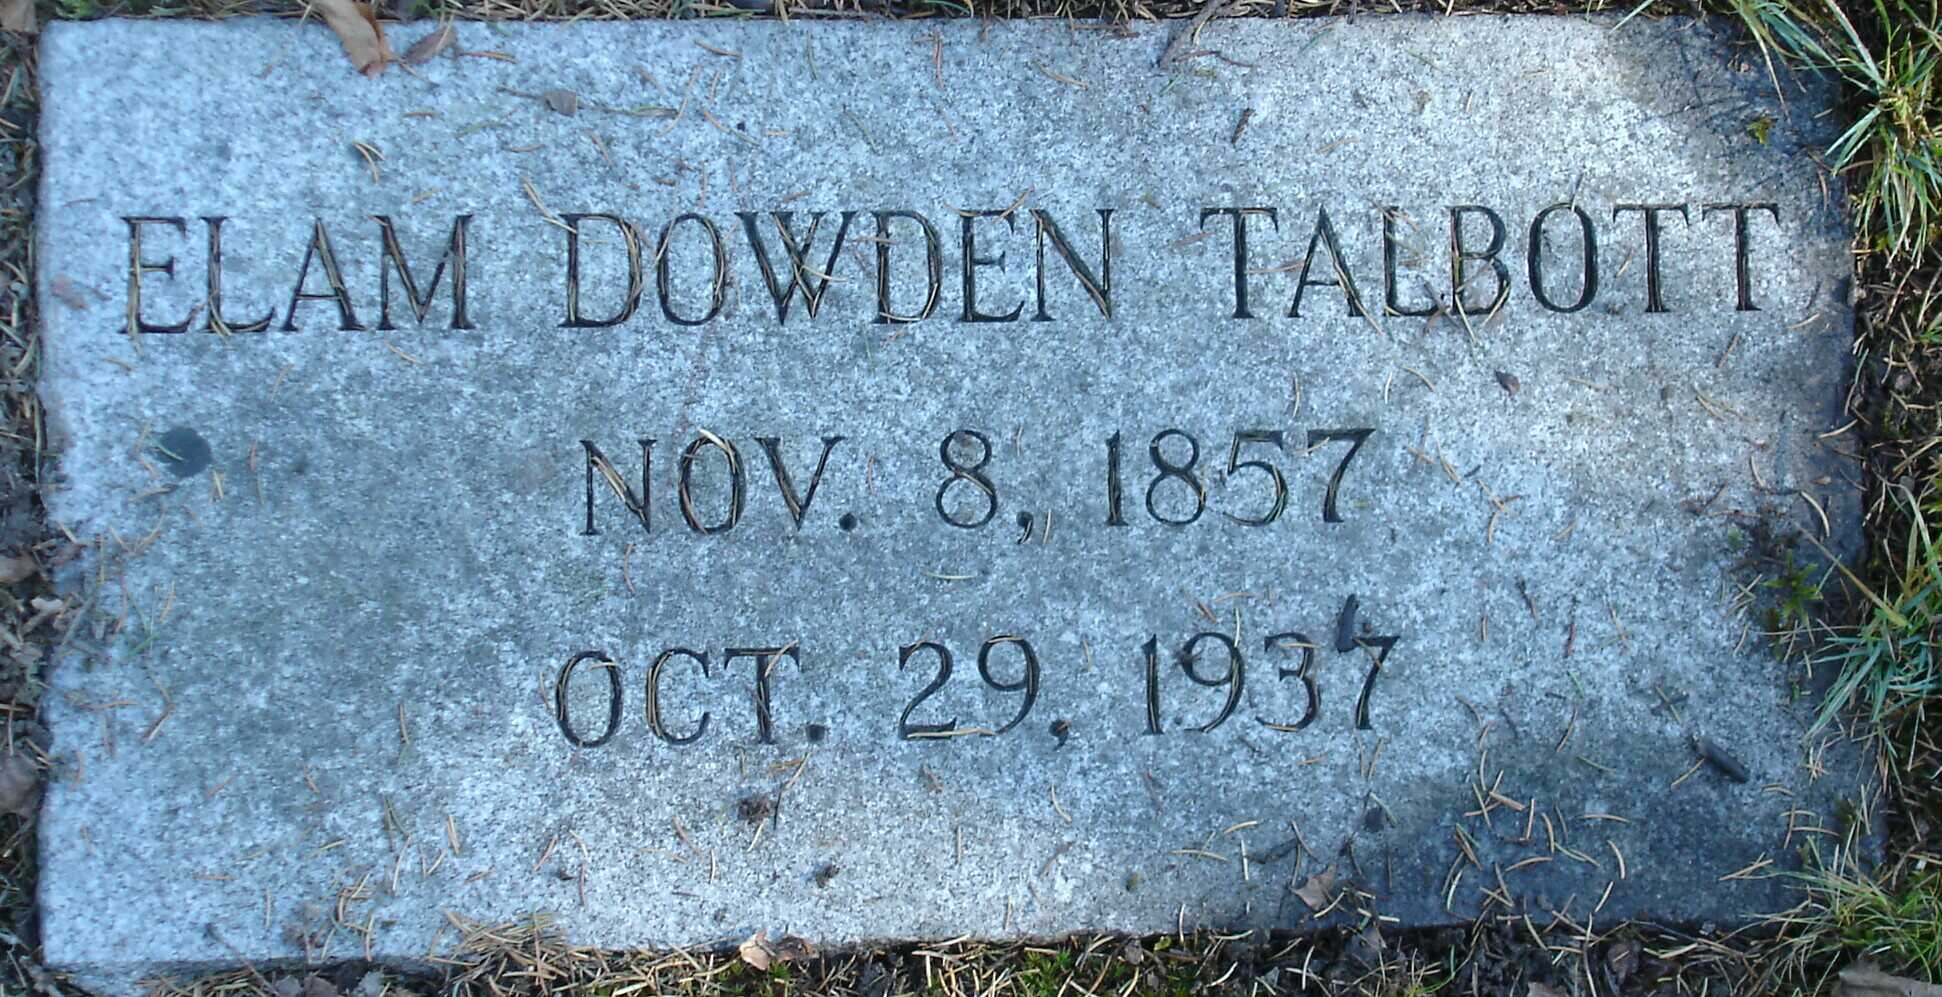 ELAM DOWDEN TALBOTT
NOV. 8, 1857
OCT. 29, 1937